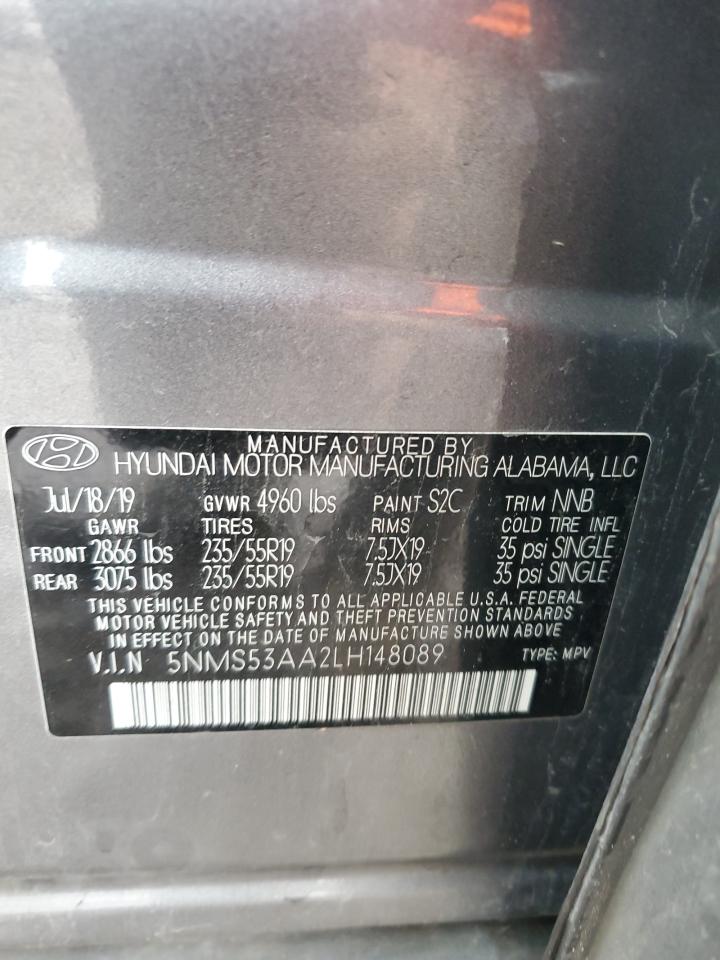 MANUFACTURED BY
HYUNDAI MOTOR MANUFACTURING ALABAMA, LLC
Jul/18/19 GVWR 4960 lbs PAINT S2C TRIM NNB
GAWR TIRES RIMS COLD TIRE INFL
FRONT 2866 lbs 235/55R19 7.5JX19 35 psi SINGLE
REAR 3075 lbs 235/55R19 7.5JX19 35 psi SINGLE
THIS VEHICLE CONFORMS TO ALL APPLICABLE U.S.A. FEDERAL
MOTOR VEHICLE SAFETY AND THEFT PREVENTION STANDARDS
IN EFFECT ON THE DATE OF MANUFACTURE SHOWN ABOVE
V.I.N 5NMS53AA2LH148089 TYPE: MPV